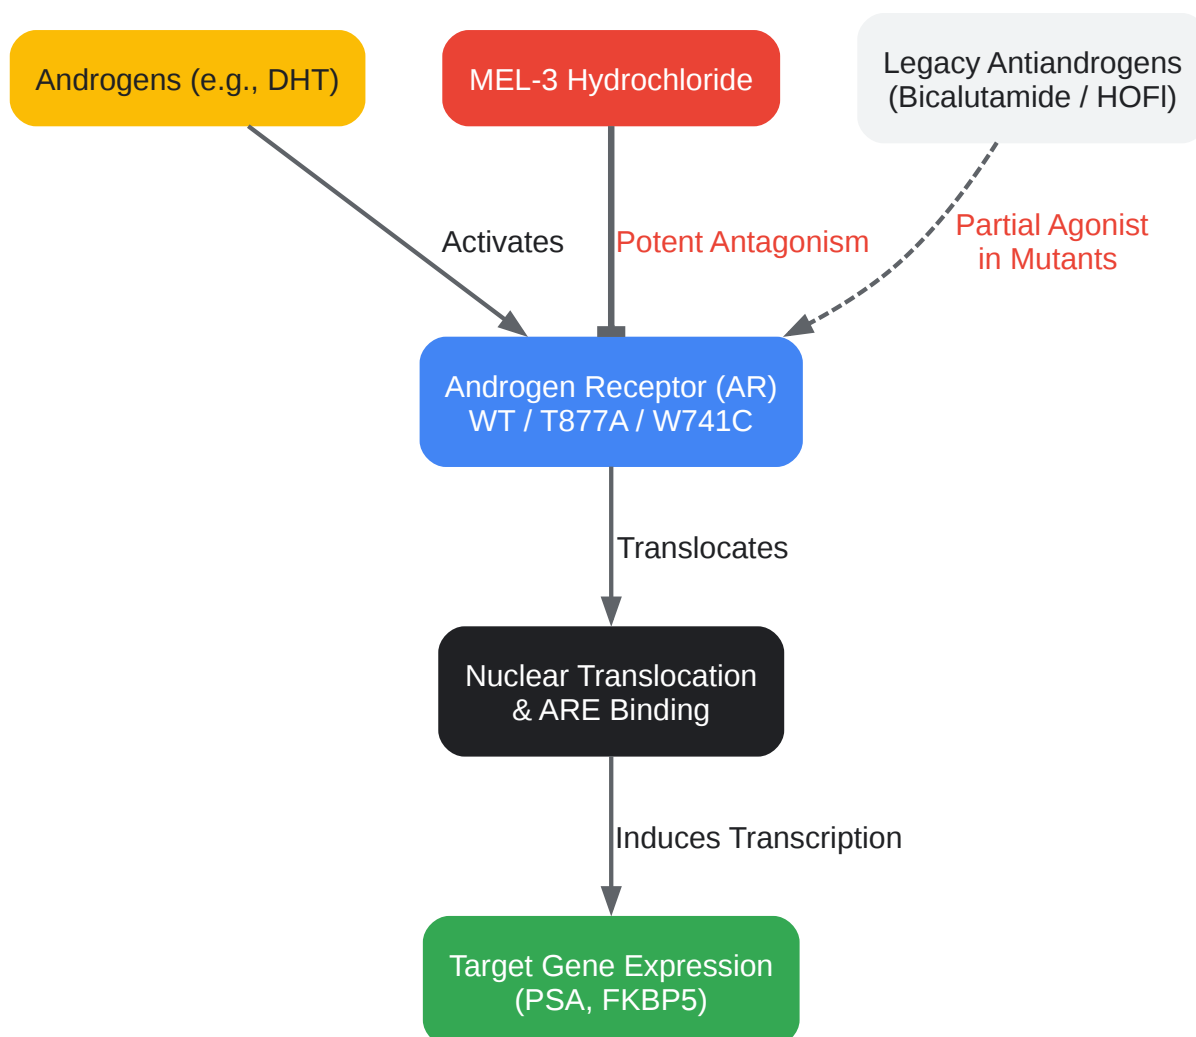 Androgens (e.g., DHT)
MEL-3 Hydrochloride
Legacy Antiandrogens
(Bicalutamide / HOFl)
Activates
Potent Antagonism
Partial Agonist
in Mutants
Androgen Receptor (AR)
WT / T877A / W741C
Translocates
Nuclear Translocation
& ARE Binding
Induces Transcription
Target Gene Expression
(PSA, FKBP5)